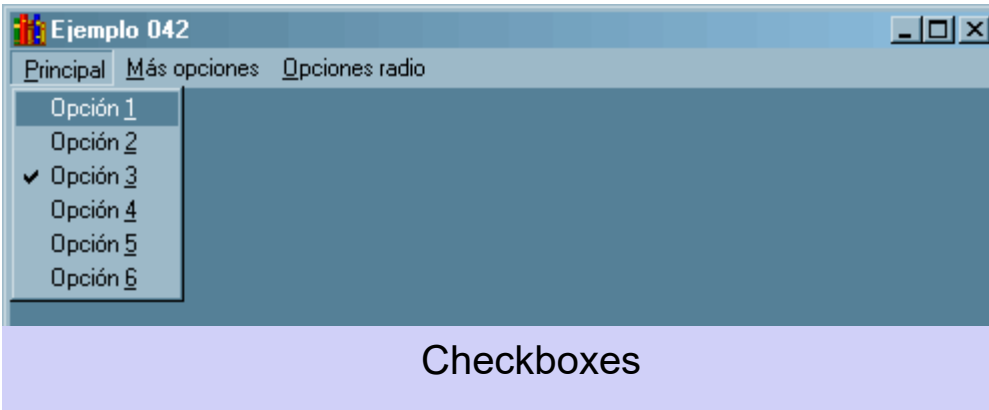 Ejemplo 042
Principal Más opciones Opciones radio
Opción 1
Opción 2
Opción 3
Opción 4
Opción 5
Opción 6
Checkboxes